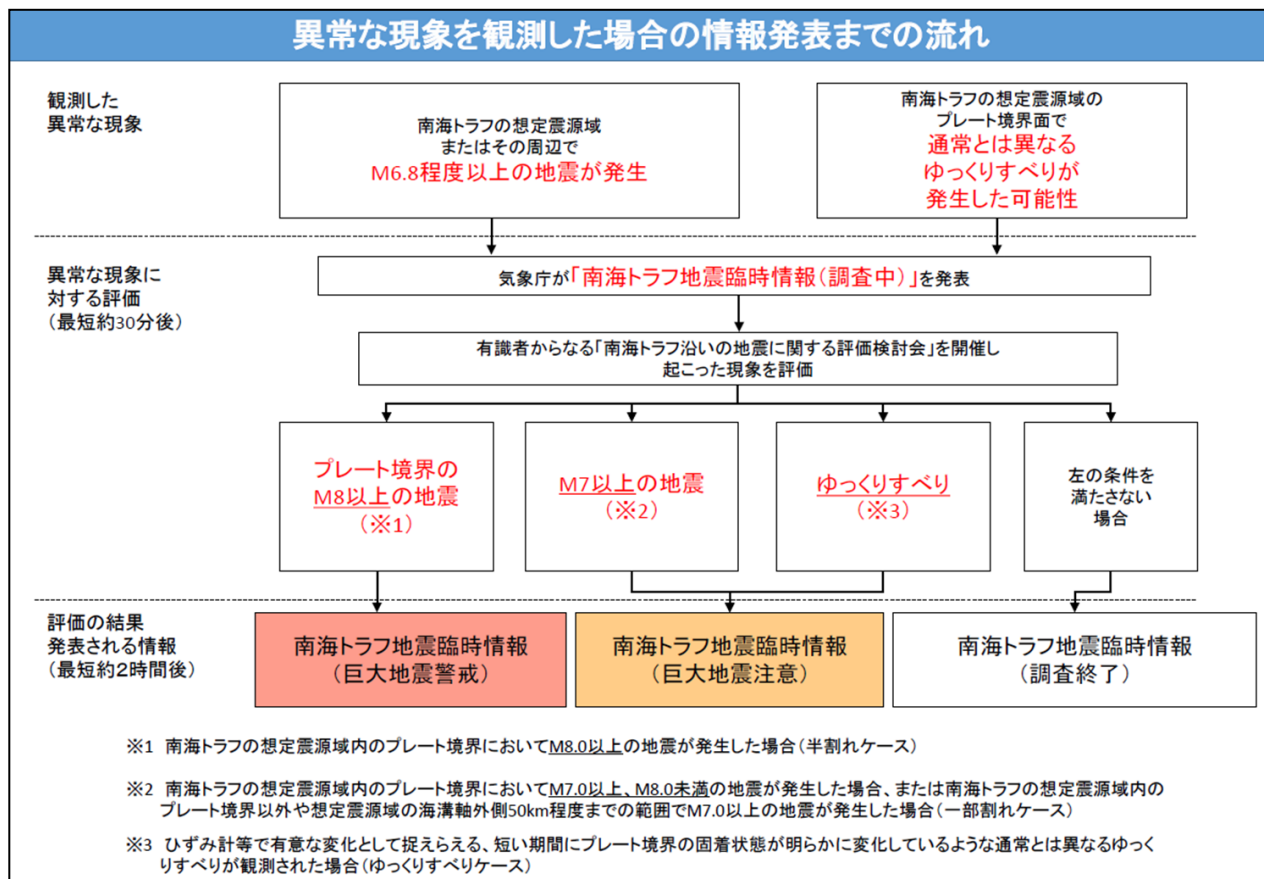 異常な現象を観測した場合の情報発表までの流れ
観測した
異常な現象
南海トラフの想定震源域
またはその周辺で
M6.8程度以上の地震が発生
南海トラフの想定震源域の
プレート境界面で
通常とは異なる
ゆっくりすべりが
発生した可能性
異常な現象に
対する評価
（最短約30分後）
気象庁が「南海トラフ地震臨時情報（調査中）」を発表
有識者からなる「南海トラフ沿いの地震に関する評価検討会」を開催し
起こった現象を評価
プレート境界の
M8以上の地震
（※1）
M7以上の地震
（※2）
ゆっくりすべり
（※3）
左の条件を
満たさない
場合
評価の結果
発表される情報
（最短約2時間後）
南海トラフ地震臨時情報
（巨大地震警戒）
南海トラフ地震臨時情報
（巨大地震注意）
南海トラフ地震臨時情報
（調査終了）
※1 南海トラフの想定震源域内のプレート境界においてM8.0以上の地震が発生した場合（半割れケース）
※2 南海トラフの想定震源域内のプレート境界においてM7.0以上、M8.0未満の地震が発生した場合、または南海トラフの想定震源域内の
プレート境界以外や想定震源域の海溝軸外側50km程度までの範囲でM7.0以上の地震が発生した場合（一部割れケース）
※3 ひずみ計等で有意な変化として捉えらえる、短い期間にプレート境界の固着状態が明らかに変化しているような通常とは異なるゆっく
りすべりが観測された場合（ゆっくりすべりケース）